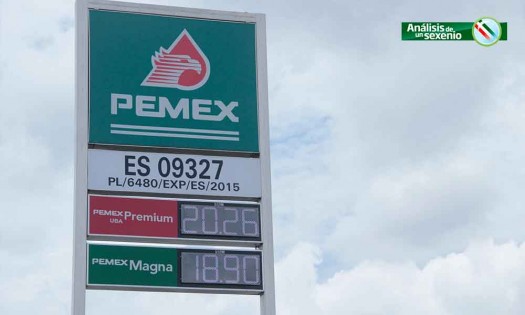 Análisis de
un sexenio
PEMEX
ES 09327
PL/6480/EXP/ES/2015
PEMEX Premium 20.26
USA
PEMEX Magna 18.90